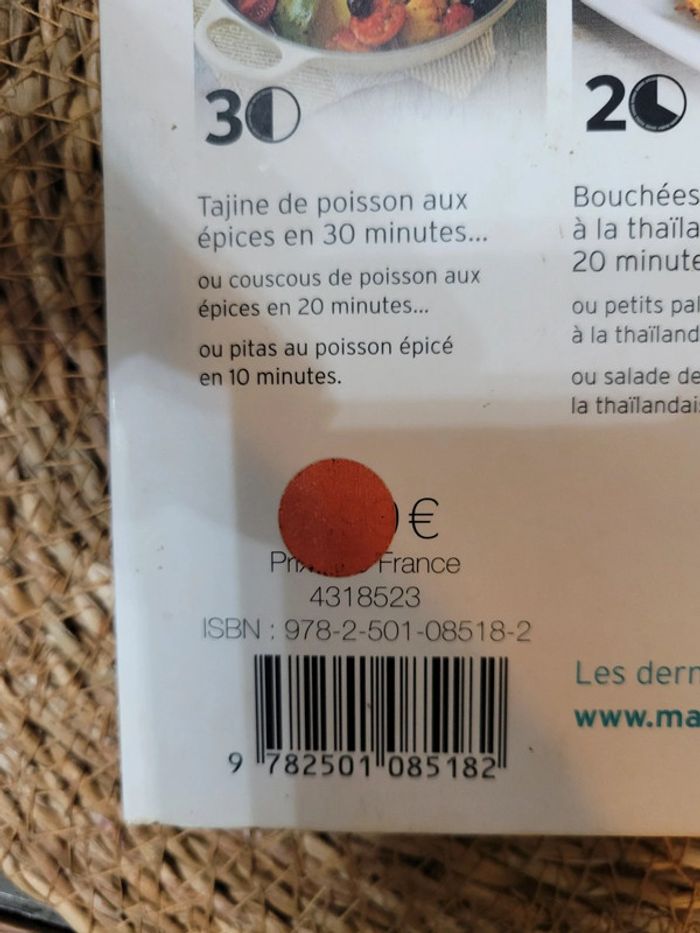 30
Tajine de poisson aux
épices en 30 minutes...
ou couscous de poisson aux
épices en 20 minutes...
ou pitas au poisson épicé
en 10 minutes.
20
Bouchées
à la thaïla
20 minute
ou petits pa
à la thaïland
ou salade de
la thaïlandai
€
France
4318523
ISBN : 978-2-501-08518-2
9 782501 085182
Les dern
www.ma